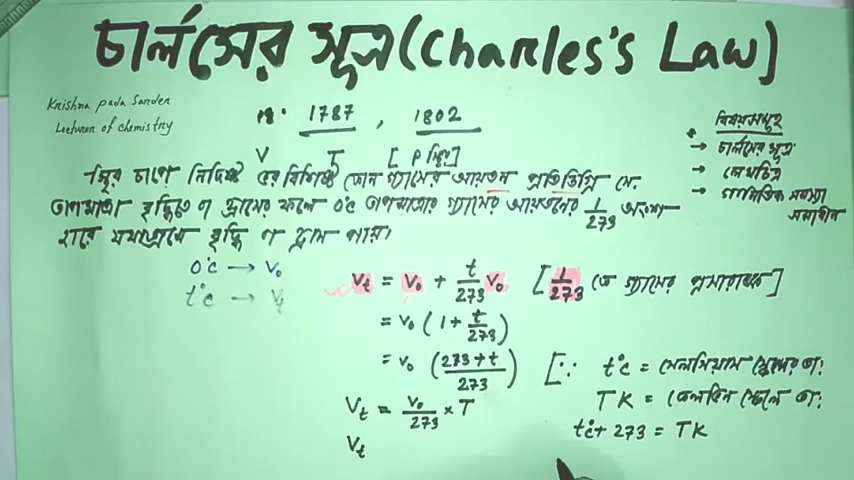 চার্লসের সূত্র (Charles's Law)
Krishna pada Sarder
Lecturer of chemistry
1787 , 1802
V T [P স্থির]
বিষয়সমূহ
→ চার্লসের সূত্র
→ লেখচিত্র
→ গাণিতিক সমস্যা
সমাধান
স্থির চাপে নির্দিষ্ট ভর বিশিষ্ট কোন গ্যাসের আয়তন প্রতি ডিগ্রি সে.
তাপমাত্রা বৃদ্ধিতে বা হ্রাসের ফলে 0°c তাপমাত্রায় গ্যাসের আয়তনের 1/273 অংশ
হারে যথাক্রমে বৃদ্ধি বা হ্রাস পায়।
0°c → V₀
t°c → Vt
Vt = V₀ + t/273 V₀ [1/273 কে গ্যাসের প্রসারাঙ্ক]
= V₀ (1 + t/273)
= V₀ (273+t/273) [∵ t°c = সেলসিয়াস স্কেলের তা:
Vt = V₀/273 × T TK = কেলভিন স্কেলে তা:
t°c + 273 = TK
Vt